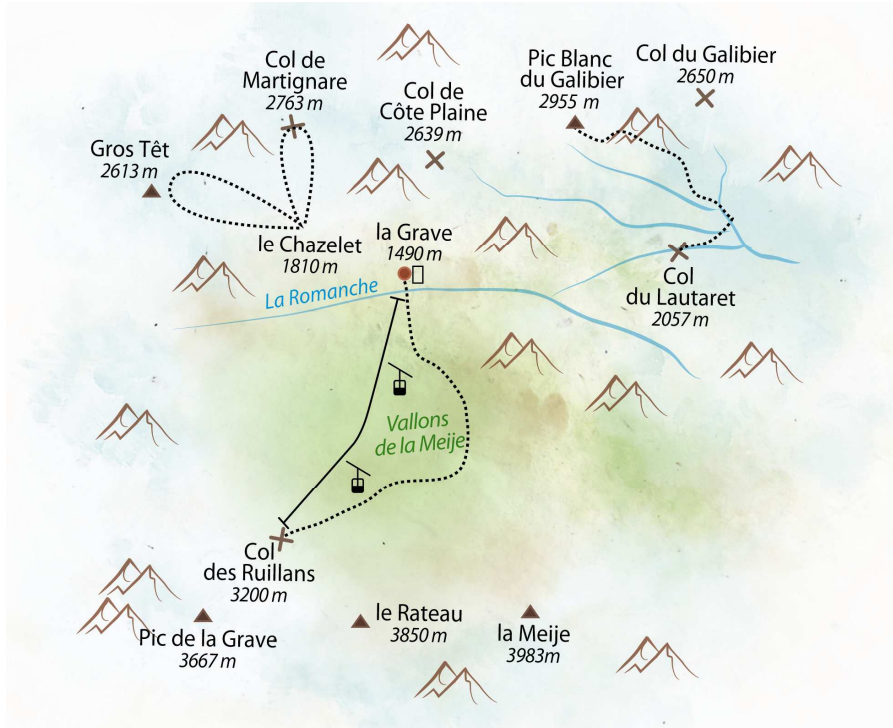 Col de
Martignare
2763 m
Col de
Côte Plaine
2639 m
Pic Blanc
du Galibier
2955 m
Col du Galibier
2650 m
Gros Têt
2613 m
le Chazelet
1810 m
la Grave
1490 m
La Romanche
Col
du Lautaret
2057 m
Vallons
de la Meije
Col
des Ruillans
3200 m
Pic de la Grave
3667 m
le Rateau
3850 m
la Meije
3983m